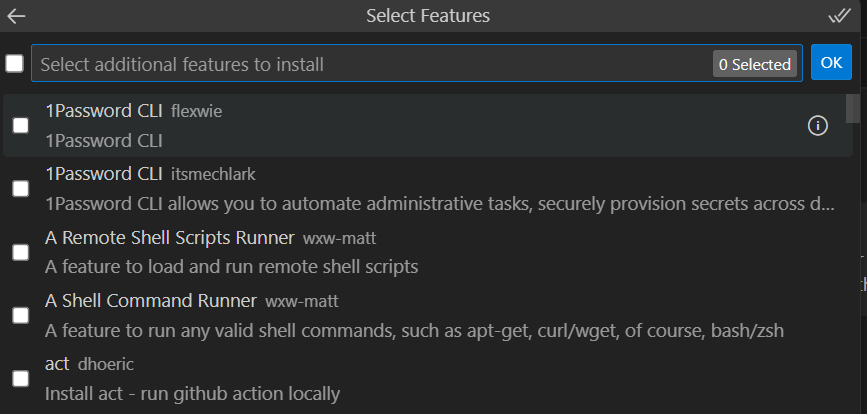 Select Features
Select additional features to install 0 Selected OK
1Password CLI flexwie
1Password CLI
1Password CLI itsmechlark
1Password CLI allows you to automate administrative tasks, securely provision secrets across d...
A Remote Shell Scripts Runner wxw-matt
A feature to load and run remote shell scripts
A Shell Command Runner wxw-matt
A feature to run any valid shell commands, such as apt-get, curl/wget, of course, bash/zsh
act dhoeric
Install act - run github action locally